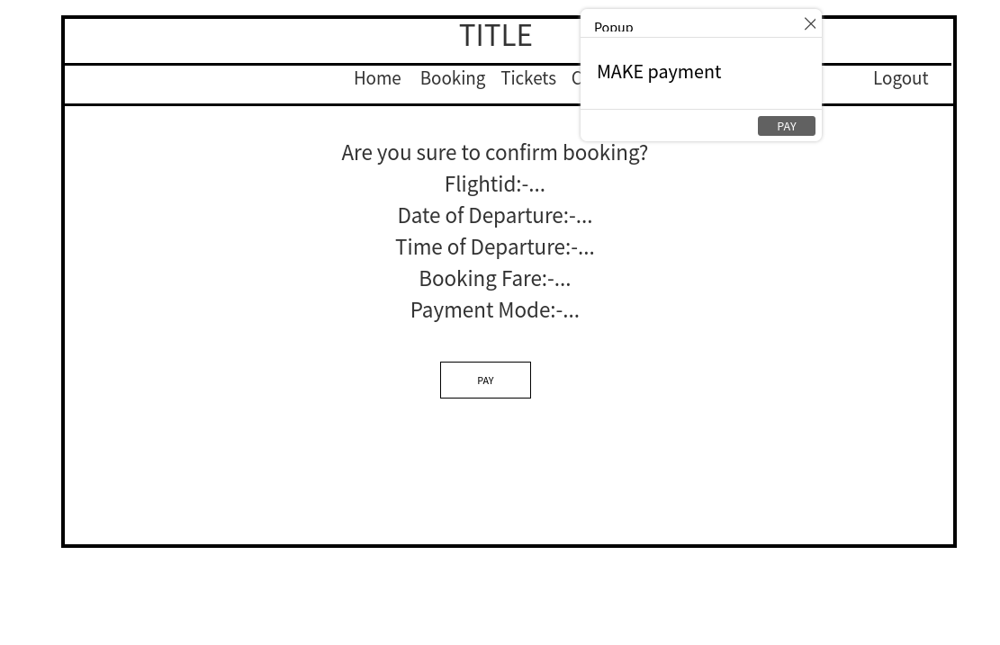 TITLE
Popup
MAKE payment
PAY
Home Booking Tickets Logout
Are you sure to confirm booking?
Flightid:-...
Date of Departure:-...
Time of Departure:-...
Booking Fare:-...
Payment Mode:-...
PAY